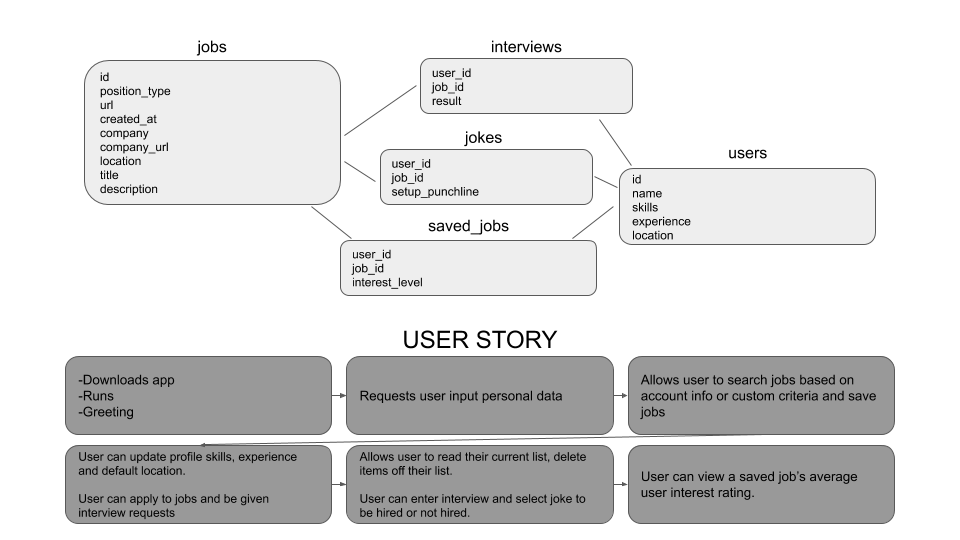 jobs
id
position_type
url
created_at
company
company_url
location
title
description
interviews
user_id
job_id
result
jokes
user_id
job_id
setup_punchline
saved_jobs
user_id
job_id
interest_level
users
id
name
skills
experience
location
USER STORY
-Downloads app
-Runs
-Greeting
Requests user input personal data
Allows user to search jobs based on
account info or custom criteria and save
jobs
User can update profile skills, experience
and default location.
User can apply to jobs and be given
interview requests
Allows user to read their current list, delete
items off their list.
User can enter interview and select joke to
be hired or not hired.
User can view a saved job's average
user interest rating.